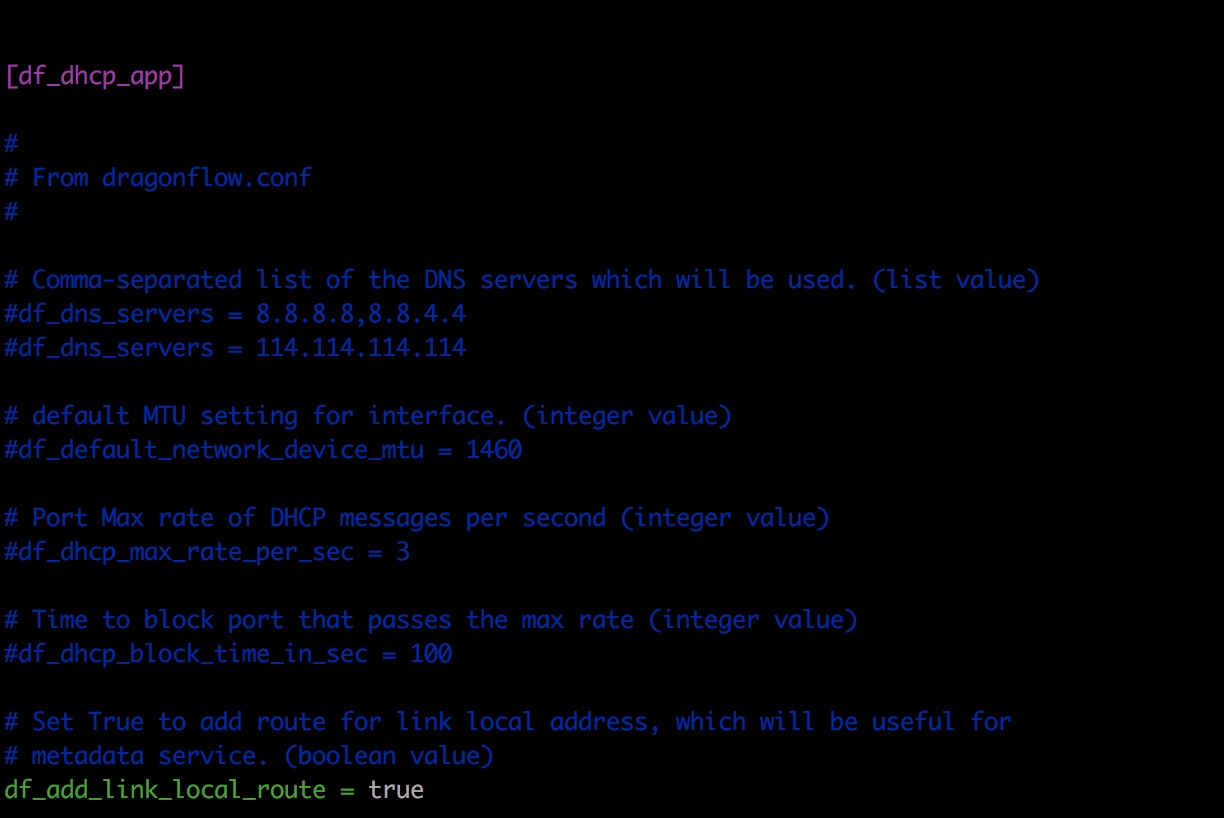 [df_dhcp_app]
#
# From dragonflow.conf
#
# Comma-separated list of the DNS servers which will be used. (list value)
#df_dns_servers = 8.8.8.8,8.8.4.4
#df_dns_servers = 114.114.114.114
# default MTU setting for interface. (integer value)
#df_default_network_device_mtu = 1460
# Port Max rate of DHCP messages per second (integer value)
#df_dhcp_max_rate_per_sec = 3
# Time to block port that passes the max rate (integer value)
#df_dhcp_block_time_in_sec = 100
# Set True to add route for link local address, which will be useful for
# metadata service. (boolean value)
df_add_link_local_route = true